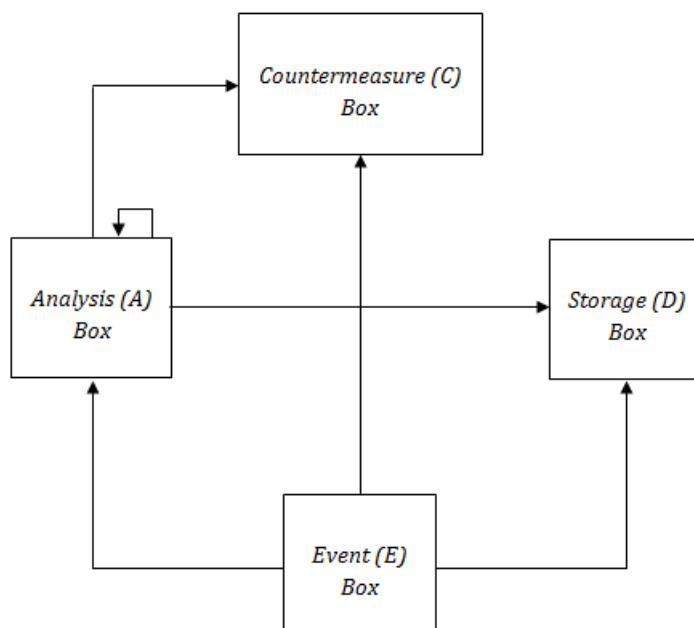 Countermeasure (C)
Box
Analysis (A)
Box
Storage (D)
Box
Event (E)
Box